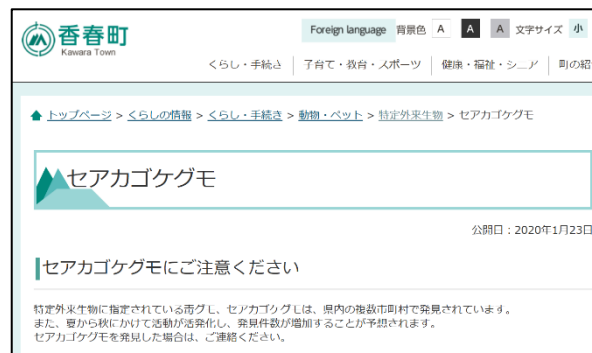 香春町
Kawara Town
Foreign language 背景色 A A A 文字サイズ 小
くらし・手続き 子育て・教育・スポーツ 健康・福祉・シニア 町の紹
トップページ > くらしの情報 > くらし・手続き > 動物・ペット > 特定外来生物 > セアカゴケグモ
セアカゴケグモ
公開日:2020年1月23日
セアカゴケグモにご注意ください
特定外来生物に指定されている毒グモ、セアカゴケグモは、県内の複数市町村で発見されています。
また、夏から秋にかけて活動が活発化し、発見件数が増加することが予想されます。
セアカゴケグモを発見した場合は、ご連絡ください。